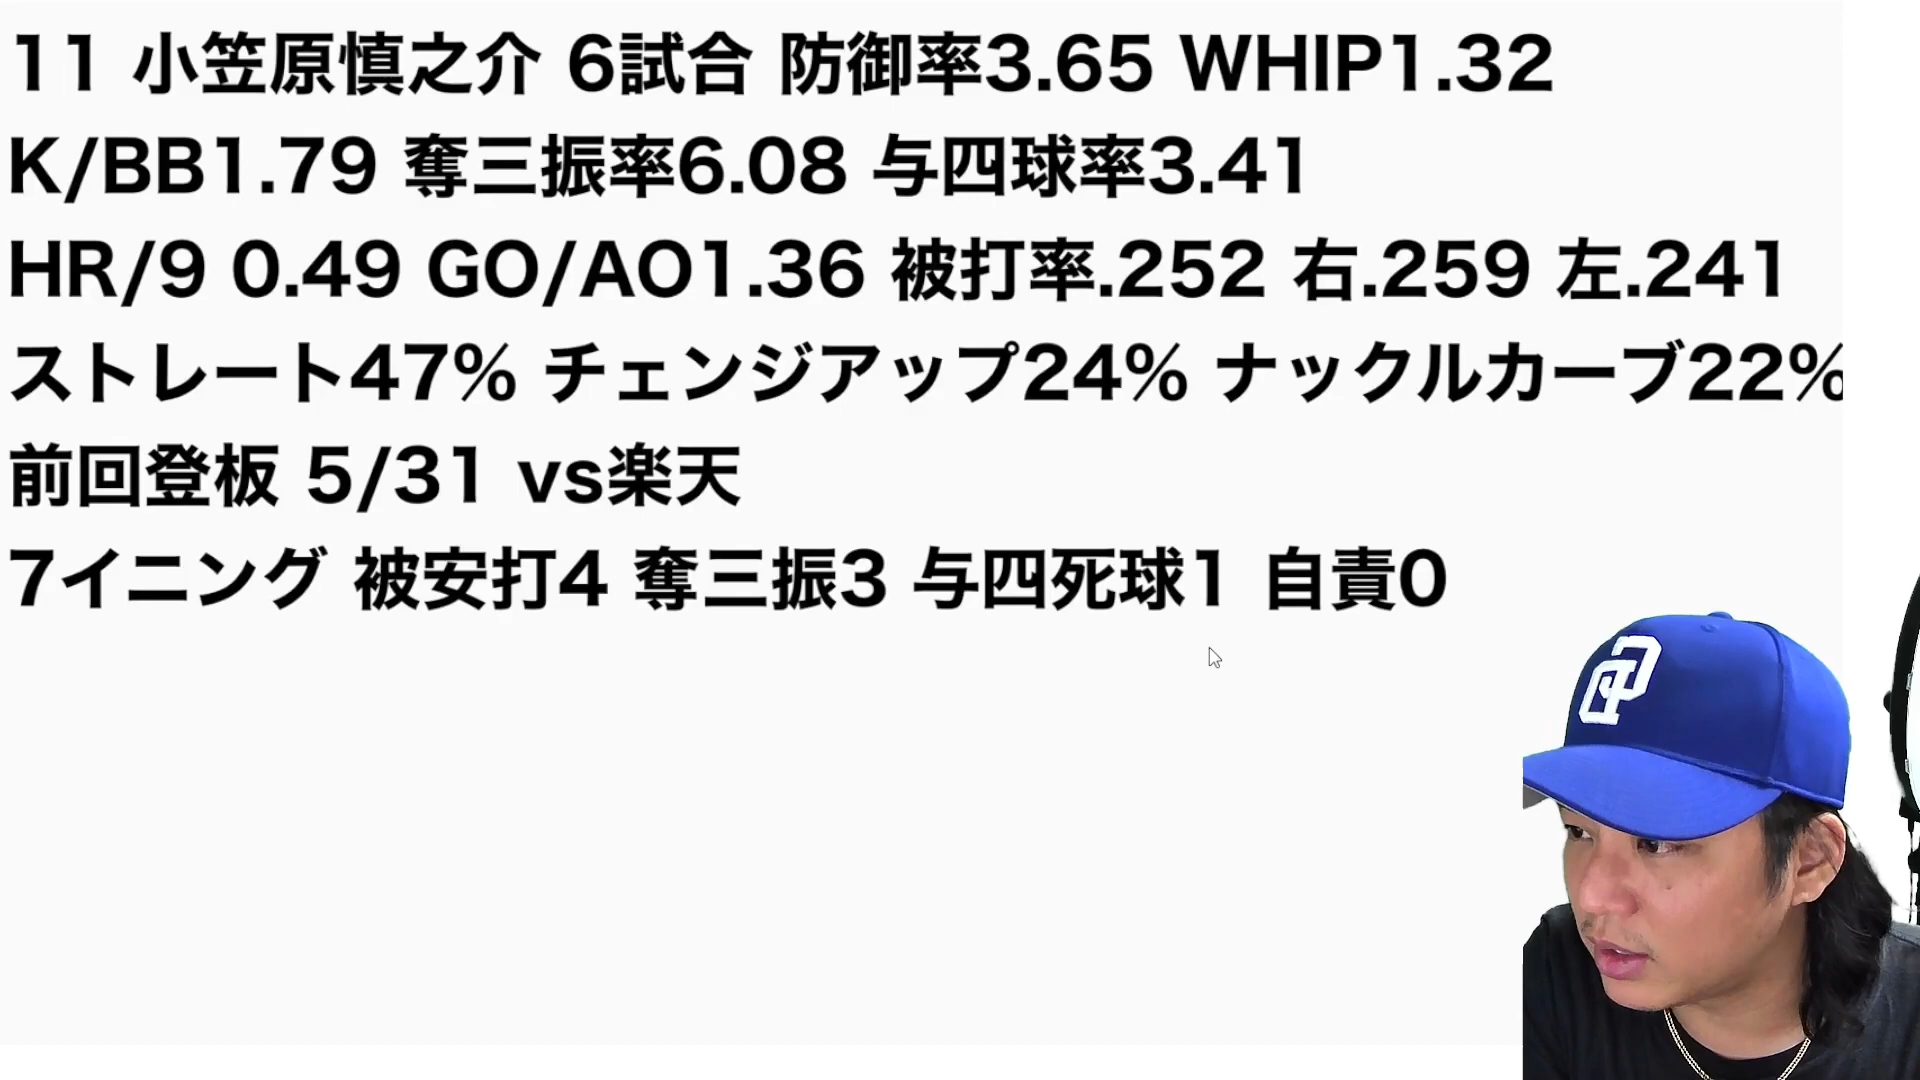 11 小笠原慎之介 6試合 防御率3.65 WHIP1.32
K/BB1.79 奪三振率6.08 与四球率3.41
HR/9 0.49 GO/AO1.36 被打率.252 右.259 左.241
ストレート47% チェンジアップ24% ナックルカーブ22%
前回登板 5/31 vs楽天
7イニング 被安打4 奪三振3 与四死球1 自責0